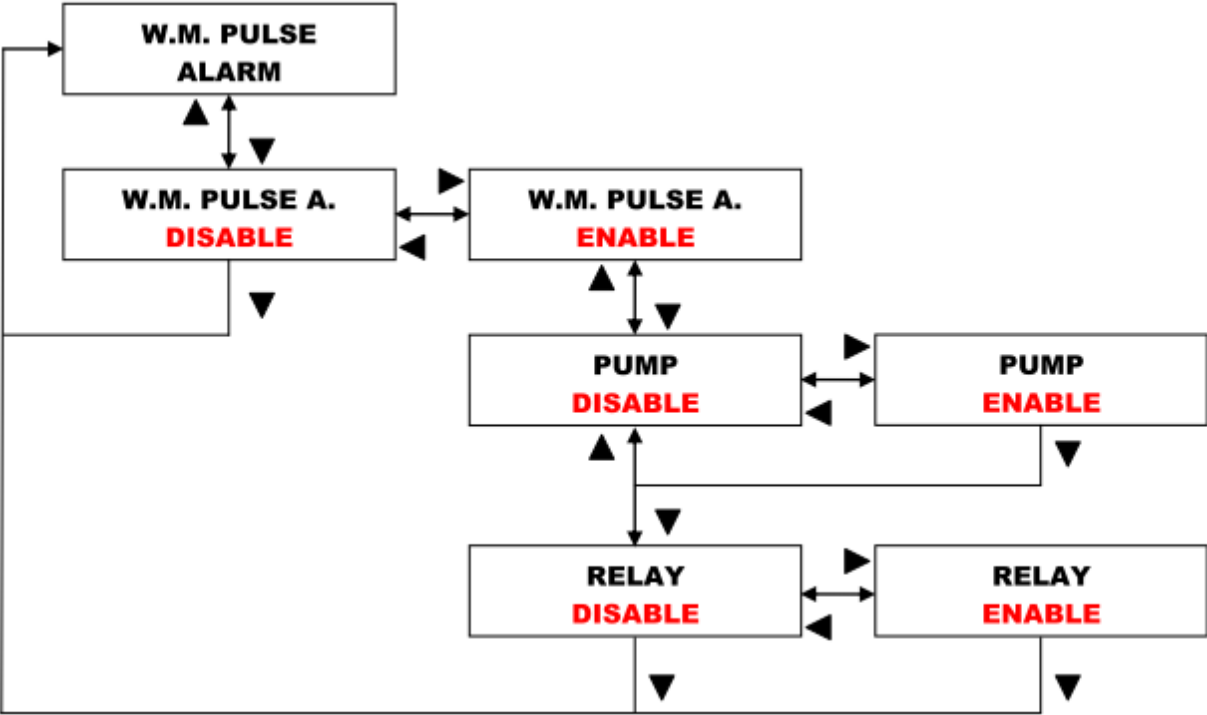 W.M. PULSE
ALARM
W.M. PULSE A.
DISABLE
W.M. PULSE A.
ENABLE
PUMP
DISABLE
PUMP
ENABLE
RELAY
DISABLE
RELAY
ENABLE